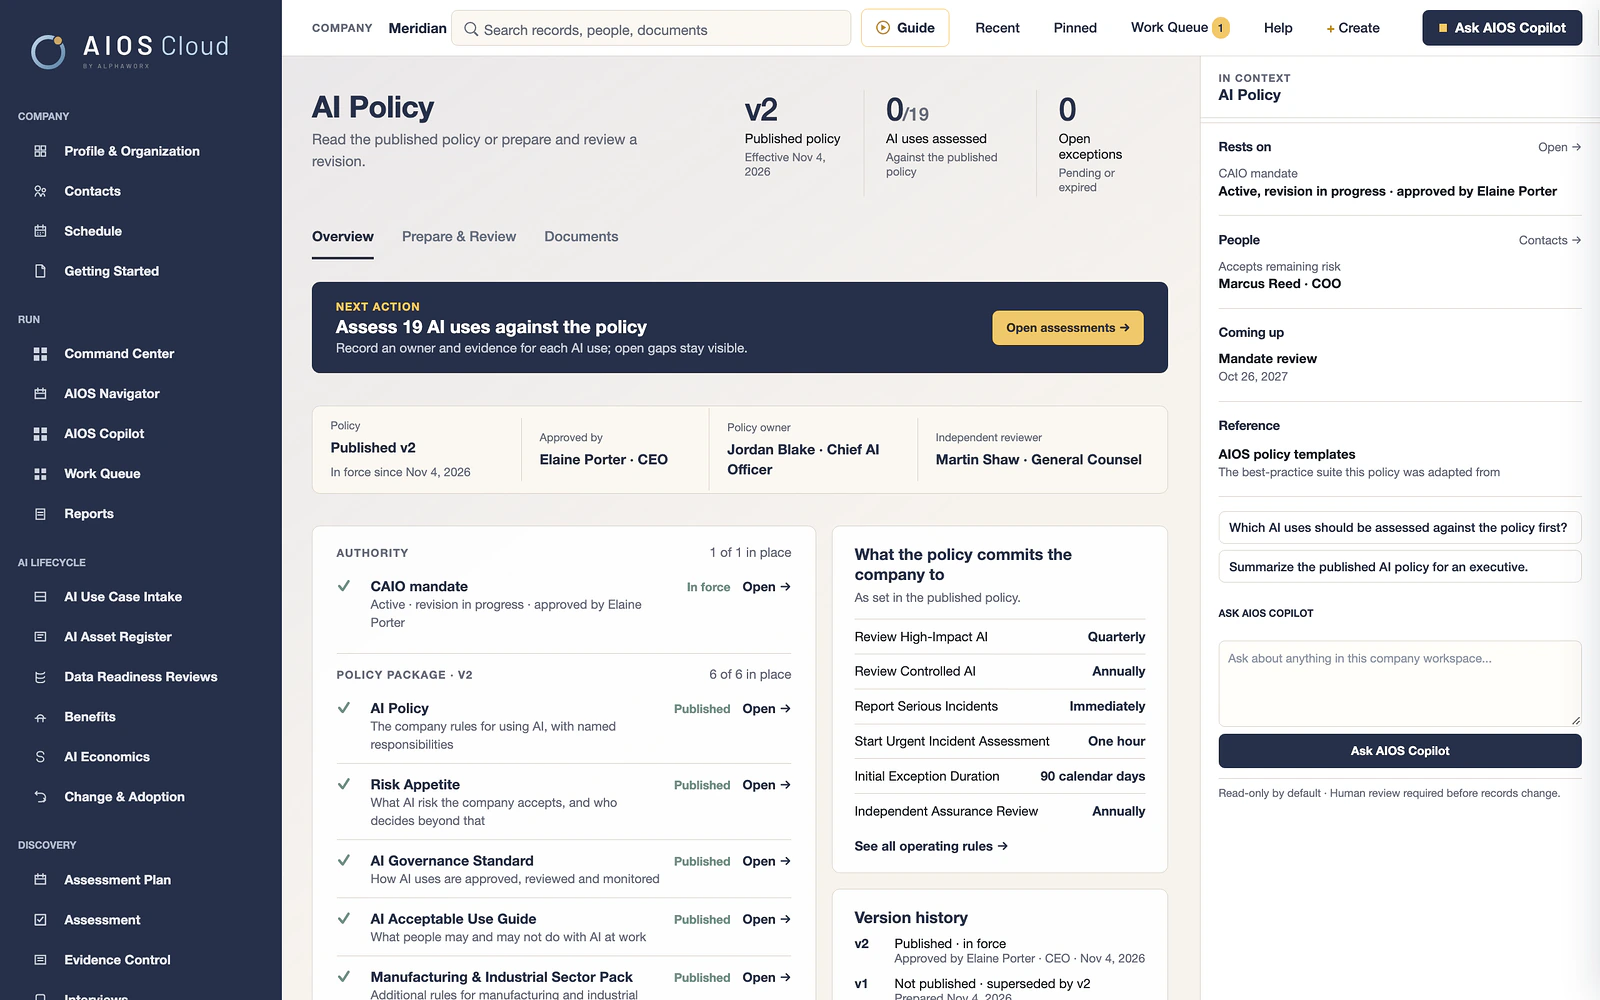 AIOS Cloud
BY ALPHAWORX
COMPANY
Profile & Organization
Contacts
Schedule
Getting Started
RUN
Command Center
AIOS Navigator
AIOS Copilot
Work Queue
Reports
AI LIFECYCLE
AI Use Case Intake
AI Asset Register
Data Readiness Reviews
Benefits
AI Economics
Change & Adoption
DISCOVERY
Assessment Plan
Assessment
Evidence Control
Interviews
COMPANY Meridian
Search records, people, documents
Guide
Recent
Pinned
Work Queue 1
Help
+ Create
Ask AIOS Copilot
AI Policy
Read the published policy or prepare and review a
revision.
v2
Published policy
Effective Nov 4,
2026
0/19
AI uses assessed
Against the published
policy
0
Open
exceptions
Pending or
expired
Overview
Prepare & Review
Documents
NEXT ACTION
Assess 19 AI uses against the policy
Record an owner and evidence for each AI use; open gaps stay visible.
Open assessments →
Policy
Published v2
In force since Nov 4, 2026
Approved by
Elaine Porter · CEO
Policy owner
Jordan Blake · Chief AI
Officer
Independent reviewer
Martin Shaw · General Counsel
AUTHORITY
1 of 1 in place
CAIO mandate
In force
Open →
Active · revision in progress · approved by Elaine
Porter
POLICY PACKAGE · V2
6 of 6 in place
AI Policy
Published
Open →
The company rules for using AI, with named
responsibilities
Risk Appetite
Published
Open →
What AI risk the company accepts, and who
decides beyond that
AI Governance Standard
Published
Open →
How AI uses are approved, reviewed and monitored
AI Acceptable Use Guide
Published
Open →
What people may and may not do with AI at work
Manufacturing & Industrial Sector Pack
Published
Open →
Additional rules for manufacturing and industrial
What the policy commits the
company to
As set in the published policy.
Review High-Impact AI
Quarterly
Review Controlled AI
Annually
Report Serious Incidents
Immediately
Start Urgent Incident Assessment
One hour
Initial Exception Duration
90 calendar days
Independent Assurance Review
Annually
See all operating rules →
Version history
v2
Published · in force
Approved by Elaine Porter · CEO · Nov 4, 2026
v1
Not published · superseded by v2
Prepared Nov 4, 2026
IN CONTEXT
AI Policy
Rests on
Open →
CAIO mandate
Active, revision in progress · approved by Elaine Porter
People
Contacts →
Accepts remaining risk
Marcus Reed · COO
Coming up
Mandate review
Oct 26, 2027
Reference
AIOS policy templates
The best-practice suite this policy was adapted from
Which AI uses should be assessed against the policy first?
Summarize the published AI policy for an executive.
ASK AIOS COPILOT
Ask about anything in this company workspace...
Ask AIOS Copilot
Read-only by default · Human review required before records change.